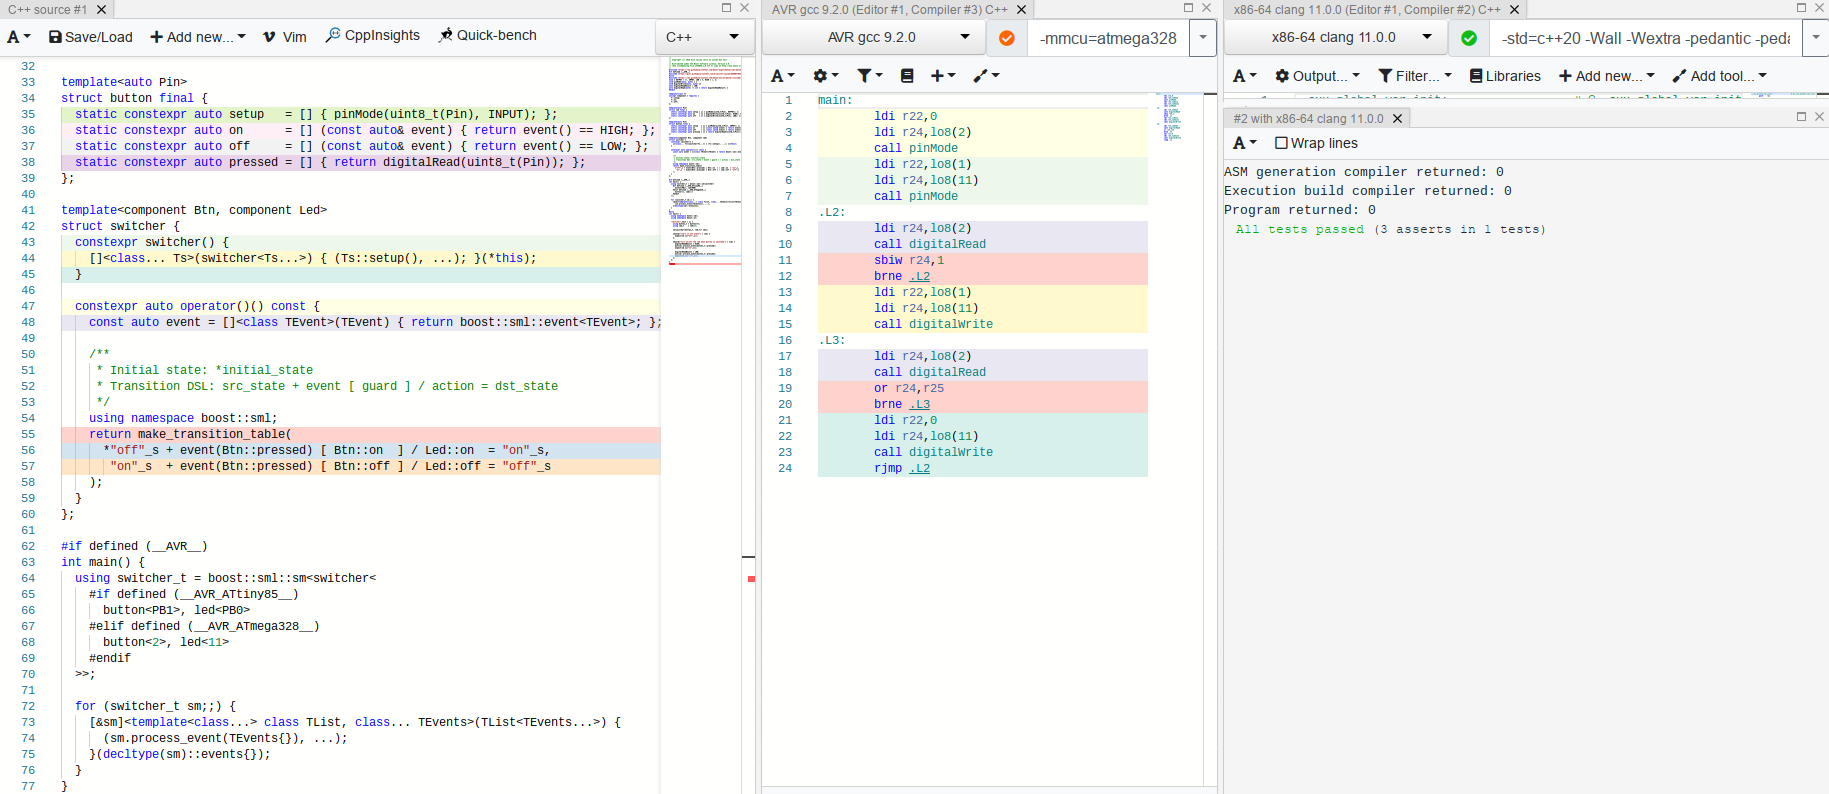 C++ source #1 ×
A Save/Load + Add new... Vim CppInsights Quick-bench C++
32
33 template<auto Pin>
34 struct button final {
35 static constexpr auto setup = [] { pinMode(uint8_t(Pin), INPUT); };
36 static constexpr auto on = [] (const auto& event) { return event() == HIGH; };
37 static constexpr auto off = [] (const auto& event) { return event() == LOW; };
38 static constexpr auto pressed = [] { return digitalRead(uint8_t(Pin)); };
39 };
40
41 template<component Btn, component Led>
42 struct switcher {
43 constexpr switcher() {
44 []<class... Ts>(switcher<Ts...>) { (Ts::setup(), ...); }(*this);
45 }
46
47 constexpr auto operator()() const {
48 const auto event = []<class TEvent>(TEvent) { return boost::sml::event<TEvent>; };
49
50 /**
51 * Initial state: *initial_state
52 * Transition DSL: src_state + event [ guard ] / action = dst_state
53 */
54 using namespace boost::sml;
55 return make_transition_table(
56 *"off"_s + event(Btn::pressed) [ Btn::on ] / Led::on = "on"_s,
57 "on"_s + event(Btn::pressed) [ Btn::off ] / Led::off = "off"_s
58 );
59 }
60 };
61
62 #if defined (__AVR__)
63 int main() {
64 using switcher_t = boost::sml::sm<switcher<
65 #if defined (__AVR_ATtiny85__)
66 button<PB1>, led<PB0>
67 #elif defined (__AVR_ATmega328__)
68 button<2>, led<11>
69 #endif
70 >>;
71
72 for (switcher_t sm;;) {
73 [&sm]<template<class...> class TList, class... TEvents>(TList<TEvents...>) {
74 (sm.process_event(TEvents{}), ...);
75 }(decltype(sm)::events{});
76 }
77 }
AVR gcc 9.2.0 (Editor #1, Compiler #3) C++ ×
AVR gcc 9.2.0 -mmcu=atmega328
A +
1 main:
2 ldi r22,0
3 ldi r24,lo8(2)
4 call pinMode
5 ldi r22,lo8(1)
6 ldi r24,lo8(11)
7 call pinMode
8 .L2:
9 ldi r24,lo8(2)
10 call digitalRead
11 sbiw r24,1
12 brne .L2
13 ldi r22,lo8(1)
14 ldi r24,lo8(11)
15 call digitalWrite
16 .L3:
17 ldi r24,lo8(2)
18 call digitalRead
19 or r24,r25
20 brne .L3
21 ldi r22,0
22 ldi r24,lo8(11)
23 call digitalWrite
24 rjmp .L2
x86-64 clang 11.0.0 (Editor #1, Compiler #2) C++ ×
x86-64 clang 11.0.0 -std=c++20 -Wall -Wextra -pedantic -peda
A Output... Filter... Libraries + Add new... Add tool...
#2 with x86-64 clang 11.0.0 ×
A Wrap lines
ASM generation compiler returned: 0
Execution build compiler returned: 0
Program returned: 0
All tests passed (3 asserts in 1 tests)